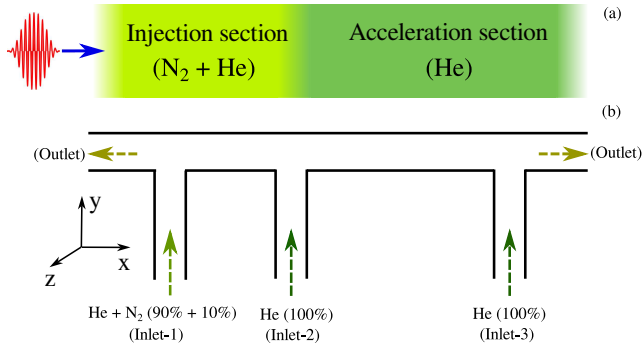 (a)
Injection section
(N₂ + He)
Acceleration section
(He)
(b)
(Outlet)
(Outlet)
y
x
z
He + N₂ (90% + 10%)
(Inlet-1)
He (100%)
(Inlet-2)
He (100%)
(Inlet-3)